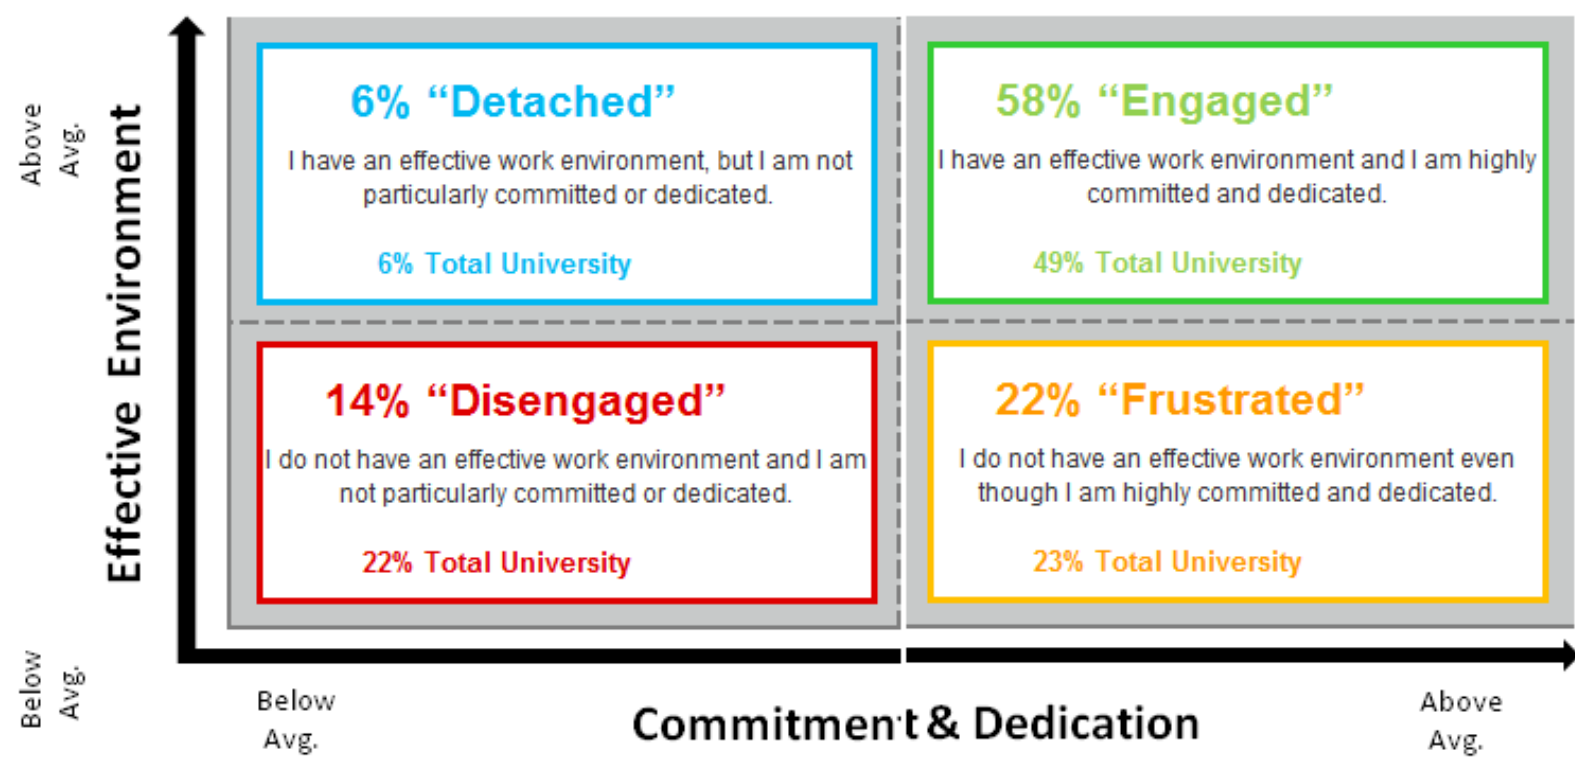 Above
Avg.
Effective Environment
Below
Avg.
6% “Detached”
I have an effective work environment, but I am not
particularly committed or dedicated.
6% Total University
58% “Engaged”
I have an effective work environment and I am highly
committed and dedicated.
49% Total University
14% “Disengaged”
I do not have an effective work environment and I am
not particularly committed or dedicated.
22% Total University
22% “Frustrated”
I do not have an effective work environment even
though I am highly committed and dedicated.
23% Total University
Below
Avg.
Commitment & Dedication
Above
Avg.